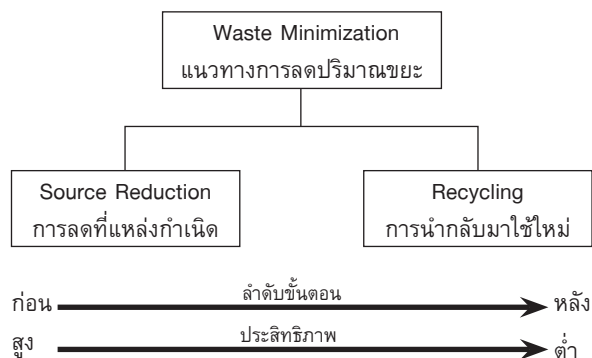 Waste Minimization
แนวทางการลดปริมาณขยะ
Source Reduction
การลดที่แหล่งกำเนิด
Recycling
การนำกลับมาใช้ใหม่
ก่อน ลำดับขั้นตอน หลัง
สูง ประสิทธิภาพ ต่ำ